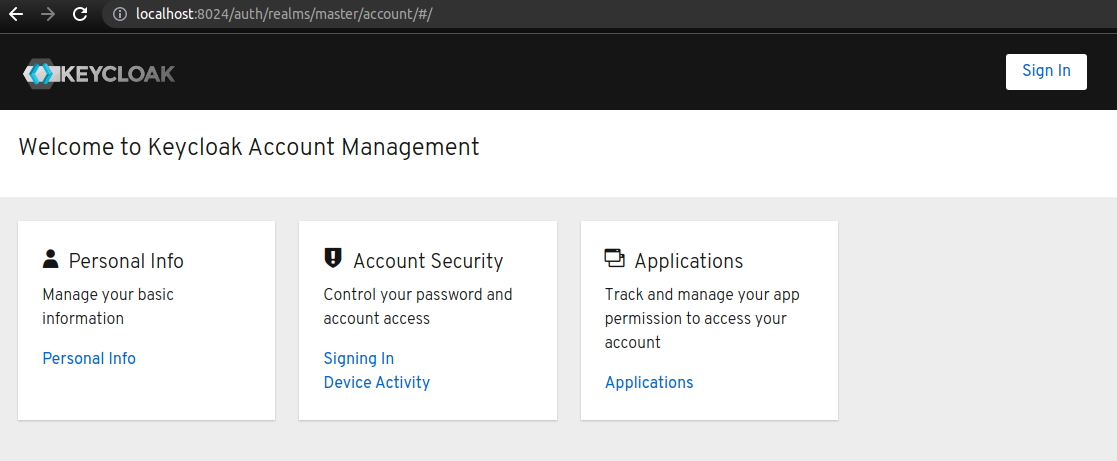 localhost:8024/auth/realms/master/account/#/
KEYCLOAK
Sign In
Welcome to Keycloak Account Management
Personal Info
Manage your basic
information
Personal Info
Account Security
Control your password and
account access
Signing In
Device Activity
Applications
Track and manage your app
permission to access your
account
Applications